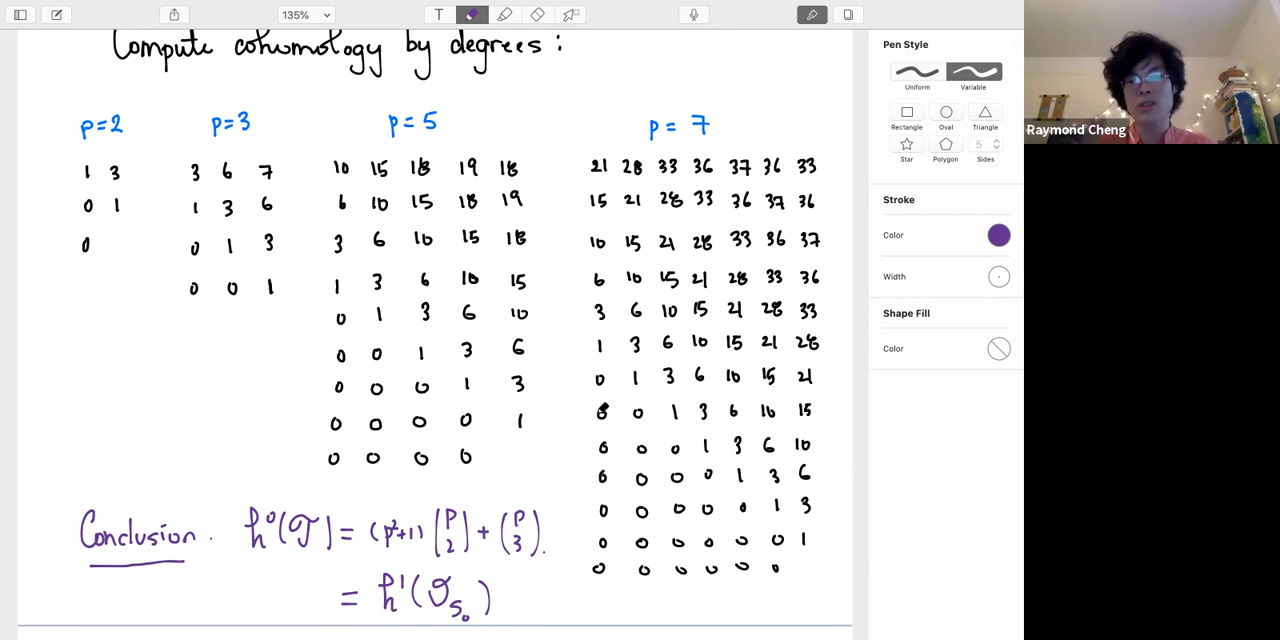 135%
T
Compute cohomology by degrees :
p=2 p=3 p=5 p=7
1 3 3 6 7 10 15 18 19 18 21 28 33 36 37 36 33
0 1 1 3 6 6 10 15 18 19 15 21 28 33 36 37 36
0 0 1 3 3 6 10 15 18 10 15 21 28 33 36 37
0 0 1 1 3 6 10 15 6 10 15 21 28 33 36
0 1 3 6 10 3 6 10 15 21 28 33
0 0 1 3 6 1 3 6 10 15 21 28
0 0 0 1 3 0 1 3 6 10 15 21
0 0 0 0 1 0 0 1 3 6 10 15
0 0 0 0 0 0 0 1 3 6 10
0 0 0 0 1 3 6
0 0 0 0 0 1 3
0 0 0 0 0 0 1
0 0 0 0 0 0
Conclusion. h⁰(𝒯) = (p²+1) (p 2) + (p 3).
= h¹(𝒪_S₀)
Pen Style
Uniform Variable
Rectangle Oval Triangle
Star Polygon 5 Sides
Stroke
Color
Width
Shape Fill
Color
Raymond Cheng